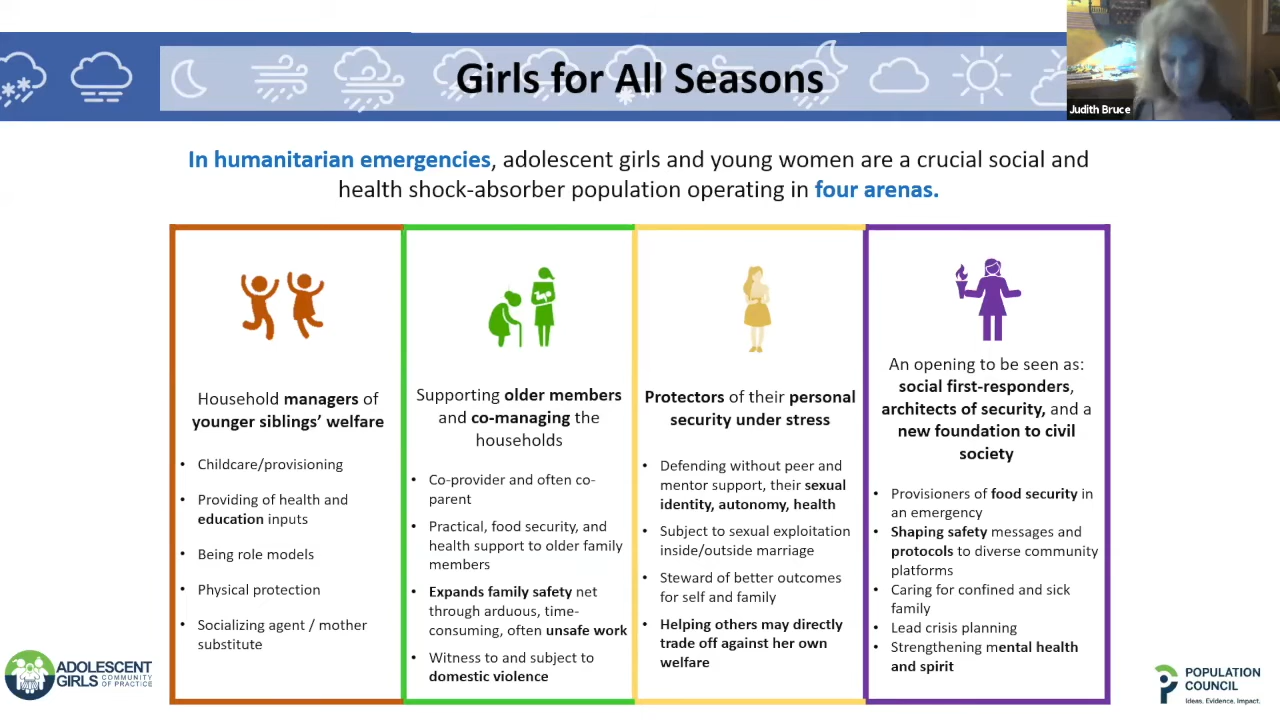 Girls for All Seasons
Judith Bruce
In humanitarian emergencies, adolescent girls and young women are a crucial social and
health shock-absorber population operating in four arenas.
Household managers of
younger siblings’ welfare
• Childcare/provisioning
• Providing of health and
education inputs
• Being role models
• Physical protection
• Socializing agent / mother
substitute
Supporting older members
and co-managing the
households
• Co-provider and often co-
parent
• Practical, food security, and
health support to older family
members
• Expands family safety net
through arduous, time-
consuming, often unsafe work
• Witness to and subject to
domestic violence
Protectors of their personal
security under stress
• Defending without peer and
mentor support, their sexual
identity, autonomy, health
• Subject to sexual exploitation
inside/outside marriage
• Steward of better outcomes
for self and family
• Helping others may directly
trade off against her own
welfare
An opening to be seen as:
social first-responders,
architects of security, and a
new foundation to civil
society
• Provisioners of food security in
an emergency
• Shaping safety messages and
protocols to diverse community
platforms
• Caring for confined and sick
family
• Lead crisis planning
• Strengthening mental health
and spirit
ADOLESCENT
GIRLS COMMUNITY
OF PRACTICE
POPULATION
COUNCIL
Ideas. Evidence. Impact.